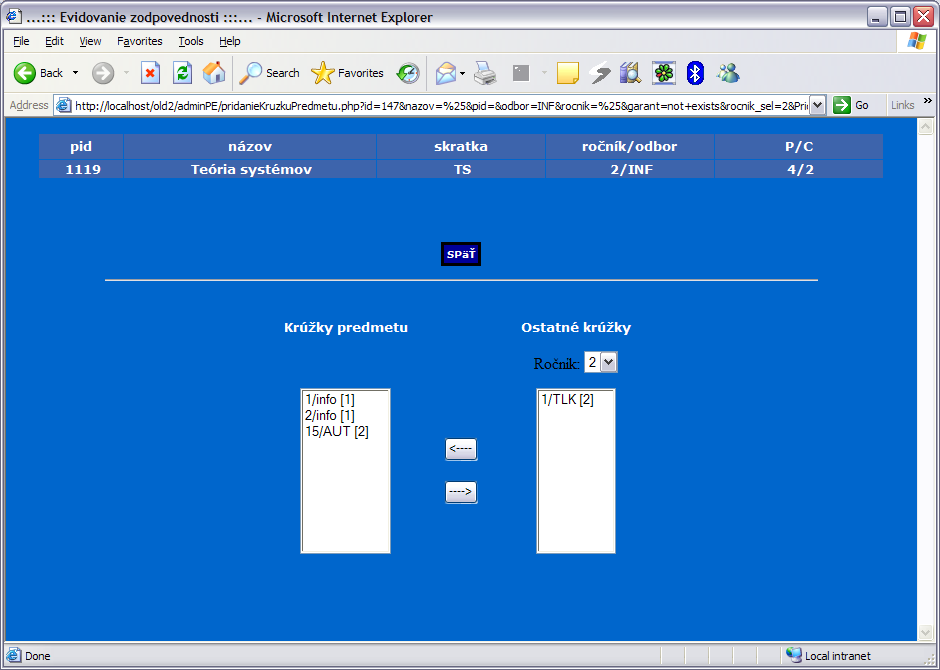 ...::: Evidovanie zodpovednosti :::... - Microsoft Internet Explorer
File Edit View Favorites Tools Help
Back Search Favorites
Address http://localhost/old2/adminPE/pridanieKruzkuPredmetu.php?id=147&nazov=%25&pid=&odbor=INF&rocnik=%25&garant=not+exists&rocnik_sel=2&Pri Go Links »
pid názov skratka ročník/odbor P/C
1119 Teória systémov TS 2/INF 4/2
SPäŤ
Krúžky predmetu Ostatné krúžky
Ročník: 2
1/info [1] 1/TLK [2]
2/info [1]
15/AUT [2]
<----
---->
Done Local intranet